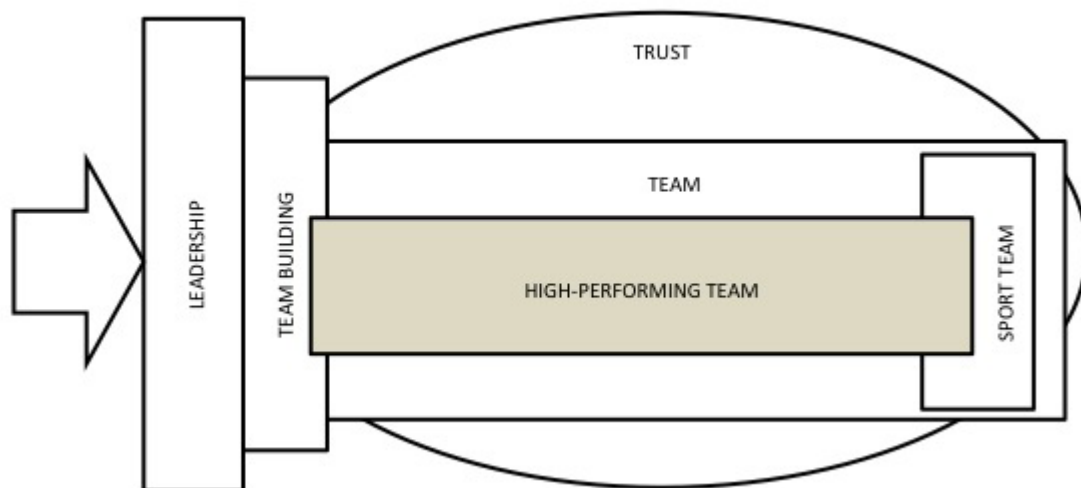 TRUST
TEAM
LEADERSHIP
TEAM BUILDING
HIGH-PERFORMING TEAM
SPORT TEAM